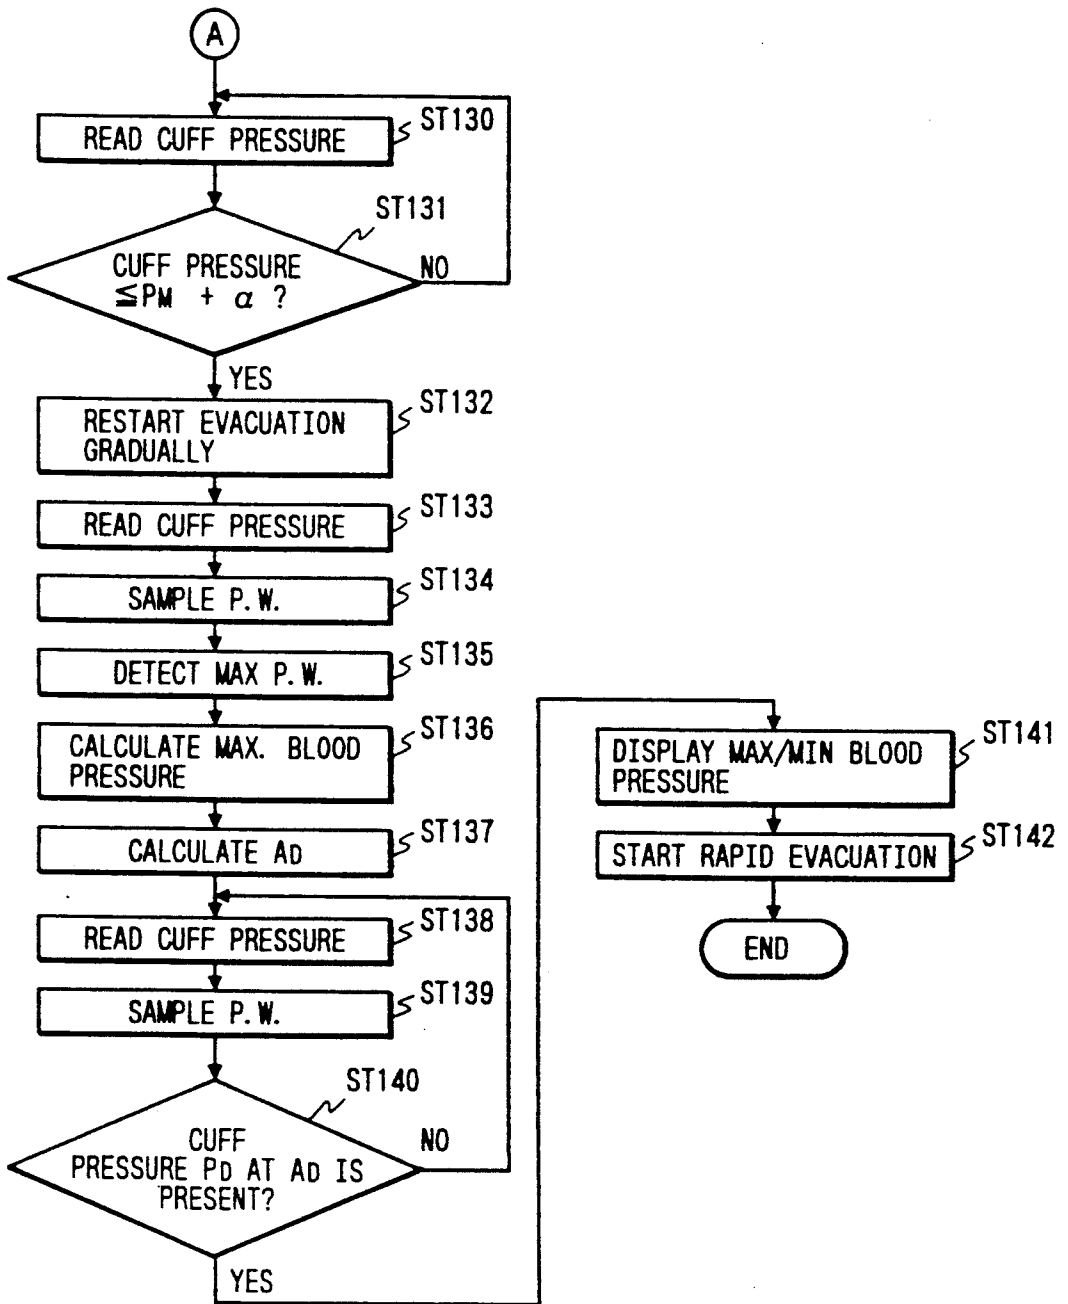 A
READ CUFF PRESSURE
ST130
ST131
CUFF PRESSURE
≦PM + α ?
NO
YES
RESTART EVACUATION
GRADUALLY
ST132
READ CUFF PRESSURE
ST133
SAMPLE P.W.
ST134
DETECT MAX P.W.
ST135
CALCULATE MAX. BLOOD
PRESSURE
ST136
CALCULATE AD
ST137
READ CUFF PRESSURE
ST138
SAMPLE P.W.
ST139
ST140
CUFF
PRESSURE PD AT AD IS
PRESENT?
NO
YES
DISPLAY MAX/MIN BLOOD
PRESSURE
ST141
START RAPID EVACUATION
ST142
END